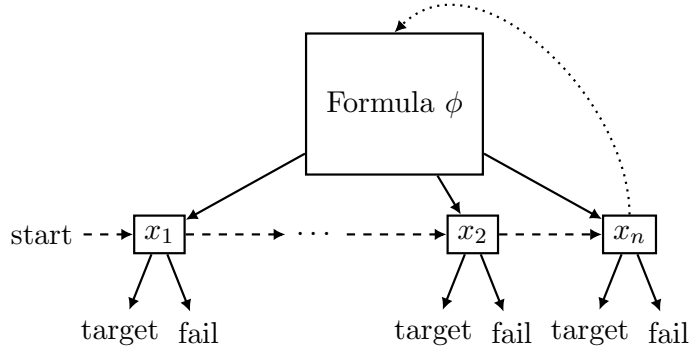 Formula ϕ
start x₁ ··· x₂ xₙ
target fail target fail target fail